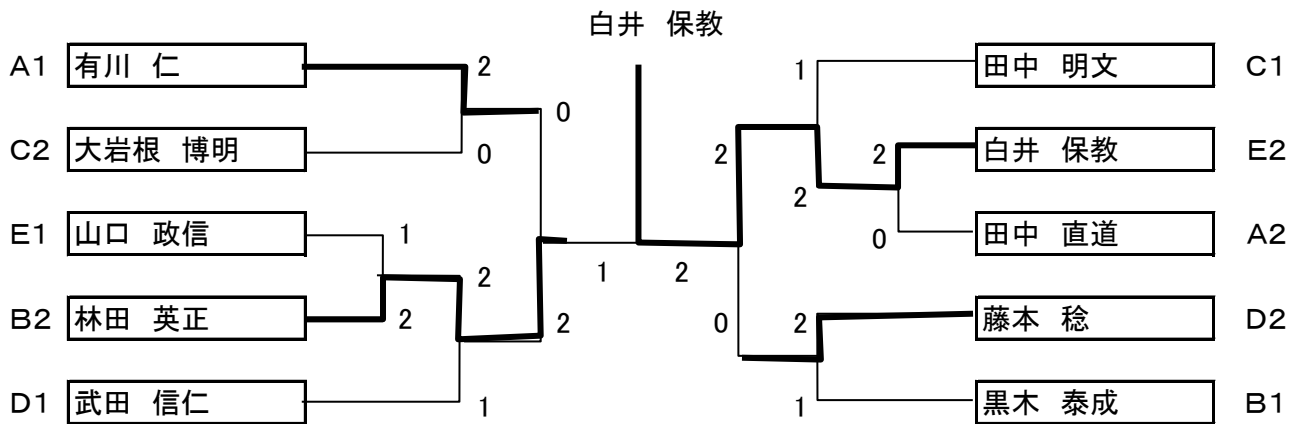 白井　保教
A1 有川　仁 2 1 田中　明文 C1
0
C2 大岩根　博明 0 2 2 白井　保教 E2
2
E1 山口　政信 1 0 田中　直道 A2
2 1 2
B2 林田　英正 2 2 0 2 藤本　稔 D2
D1 武田　信仁 1 1 黒木　泰成 B1